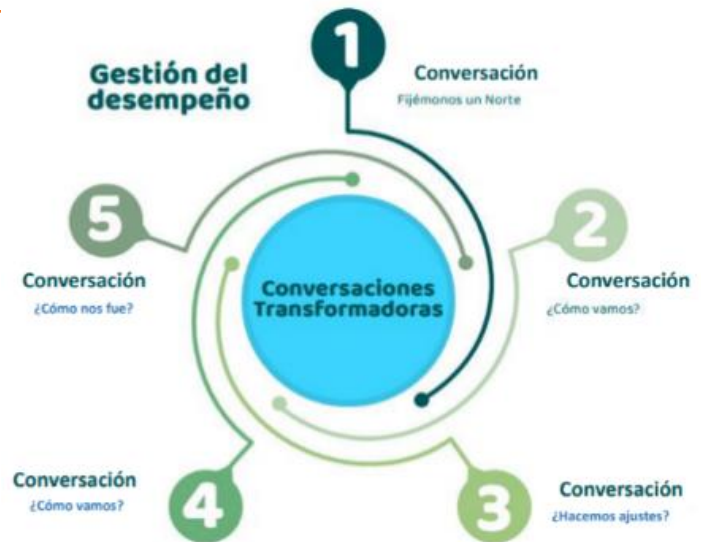 Gestión del
desempeño
1
Conversación
Fijémonos un Norte
2
Conversación
¿Cómo vamos?
3
Conversación
¿Hacemos ajustes?
4
Conversación
¿Cómo vamos?
5
Conversación
¿Cómo nos fue?
Conversaciones
Transformadoras